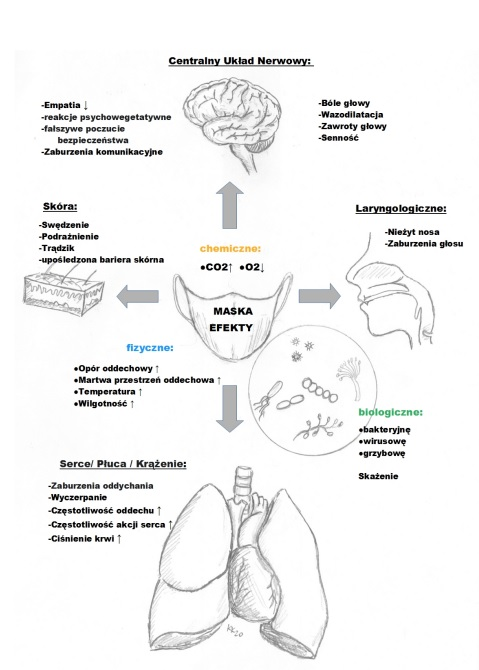 Centralny Układ Nerwowy:
-Empatia ↓
-reakcje psychowegetatywne
-fałszywe poczucie
bezpieczeństwa
-Zaburzenia komunikacyjne
-Bóle głowy
-Wazodilatacja
-Zawroty głowy
-Senność
Skóra:
-Swędzenie
-Podrażnienie
-Trądzik
-upośledzona bariera skórna
Laryngologiczne:
-Nieżyt nosa
-Zaburzenia głosu
chemiczne:
●CO2↑ ●O2↓
MASKA
EFEKTY
fizyczne:
●Opór oddechowy ↑
●Martwa przestrzeń oddechowa ↑
●Temperatura ↑
●Wilgotność ↑
biologiczne:
●bakteryjnę
●wirusowę
●grzybowę
Skażenie
Serce/ Płuca / Krążenie:
-Zaburzenia oddychania
-Wyczerpanie
-Częstotliwość oddechu ↑
-Częstotliwość akcji serca ↑
-Ciśnienie krwi ↑